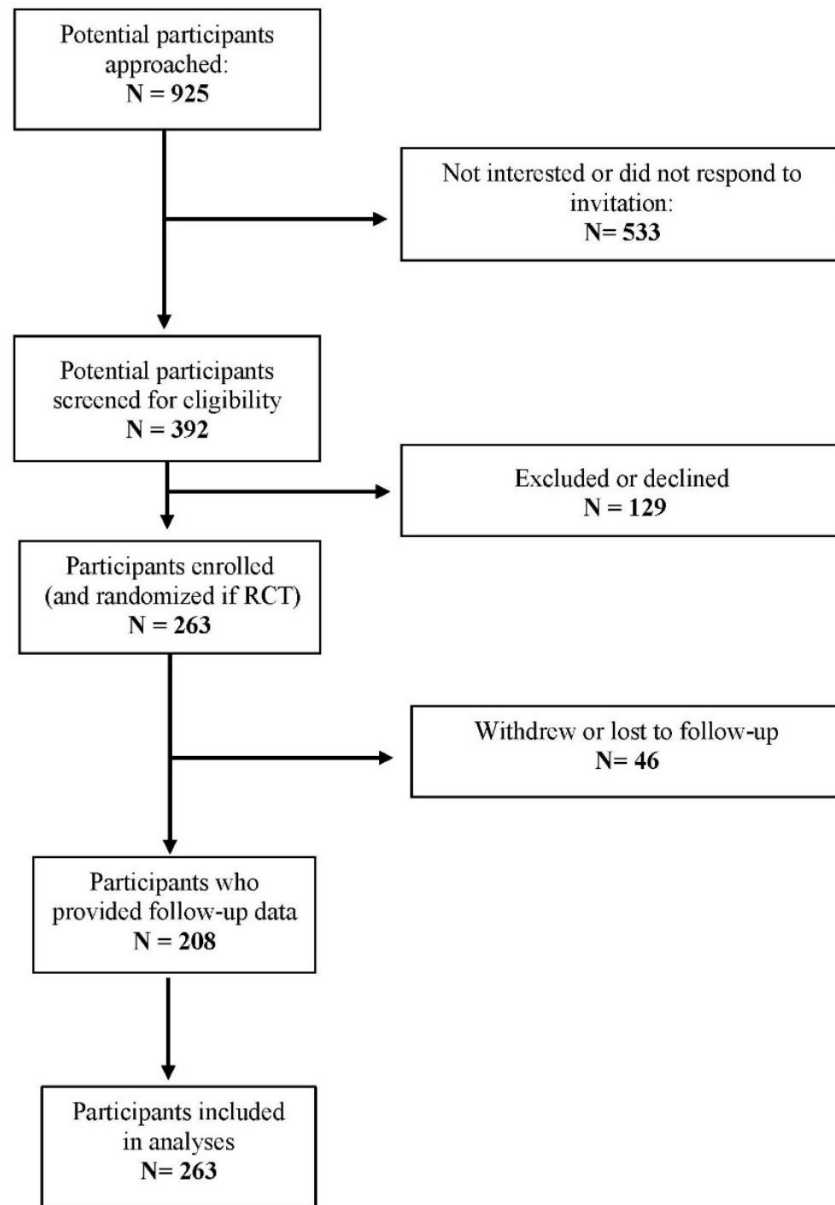 Potential participants
approached:
N = 925
Not interested or did not respond to
invitation:
N= 533
Potential participants
screened for eligibility
N = 392
Excluded or declined
N = 129
Participants enrolled
(and randomized if RCT)
N = 263
Withdrew or lost to follow-up
N= 46
Participants who
provided follow-up data
N = 208
Participants included
in analyses
N= 263